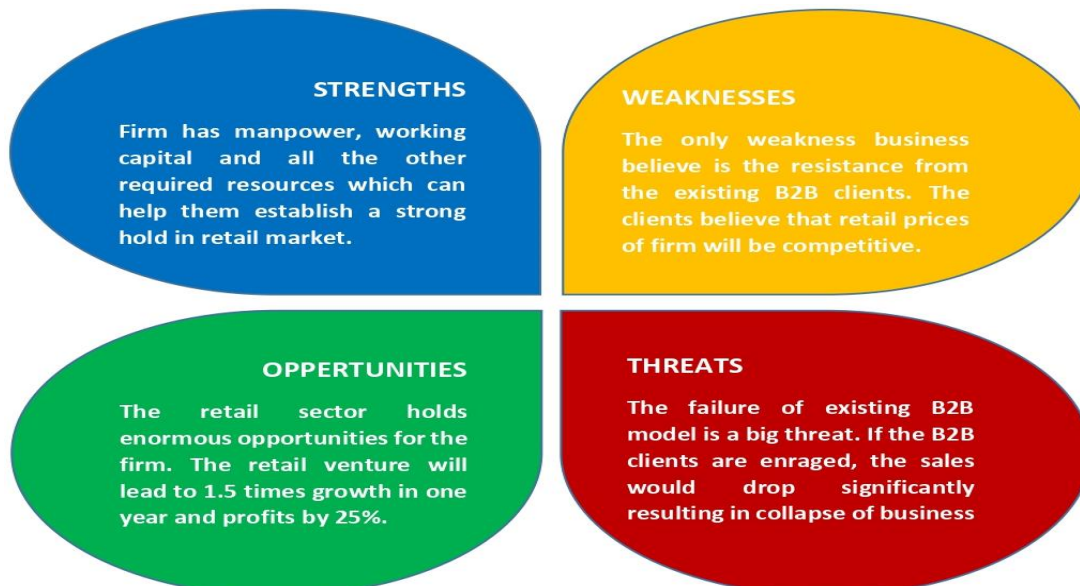 STRENGTHS
Firm has manpower, working
capital and all the other
required resources which can
help them establish a strong
hold in retail market.
WEAKNESSES
The only weakness business
believe is the resistance from
the existing B2B clients. The
clients believe that retail prices
of firm will be competitive.
OPPERTUNITIES
The retail sector holds
enormous opportunities for the
firm. The retail venture will
lead to 1.5 times growth in one
year and profits by 25%.
THREATS
The failure of existing B2B
model is a big threat. If the B2B
clients are enraged, the sales
would drop significantly
resulting in collapse of business